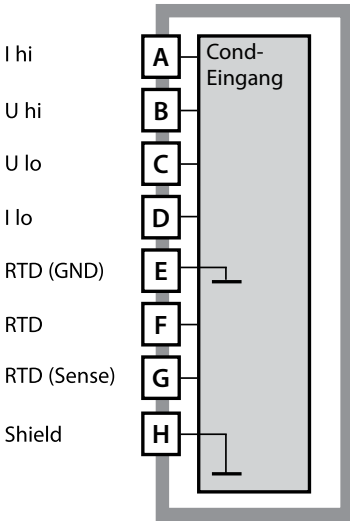 I hi
A
Cond-
Eingang
U hi
B
U lo
C
I lo
D
RTD (GND)
E
RTD
F
RTD (Sense)
G
Shield
H